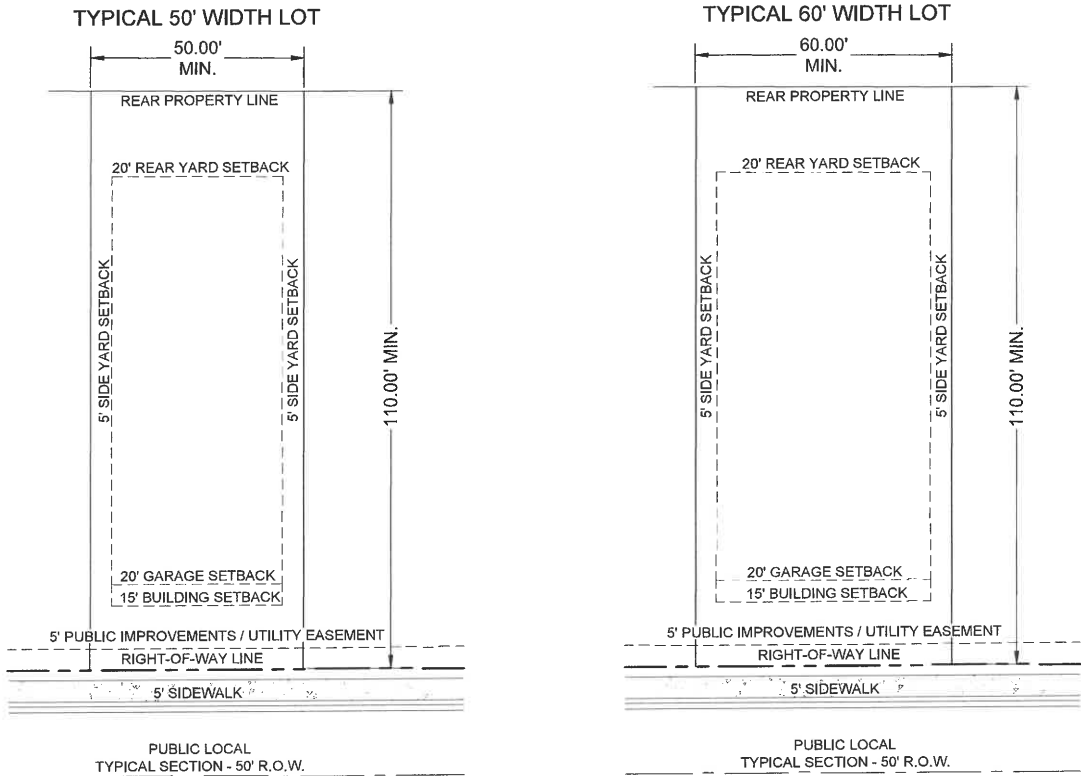 TYPICAL 50' WIDTH LOT
50.00'
MIN.
REAR PROPERTY LINE
20' REAR YARD SETBACK
5' SIDE YARD SETBACK
5' SIDE YARD SETBACK
110.00' MIN.
20' GARAGE SETBACK
15' BUILDING SETBACK
5' PUBLIC IMPROVEMENTS / UTILITY EASEMENT
RIGHT-OF-WAY LINE
5' SIDEWALK
PUBLIC LOCAL
TYPICAL SECTION - 50' R.O.W.
TYPICAL 60' WIDTH LOT
60.00'
MIN.
REAR PROPERTY LINE
20' REAR YARD SETBACK
5' SIDE YARD SETBACK
5' SIDE YARD SETBACK
110.00' MIN.
20' GARAGE SETBACK
15' BUILDING SETBACK
5' PUBLIC IMPROVEMENTS / UTILITY EASEMENT
RIGHT-OF-WAY LINE
5' SIDEWALK
PUBLIC LOCAL
TYPICAL SECTION - 50' R.O.W.